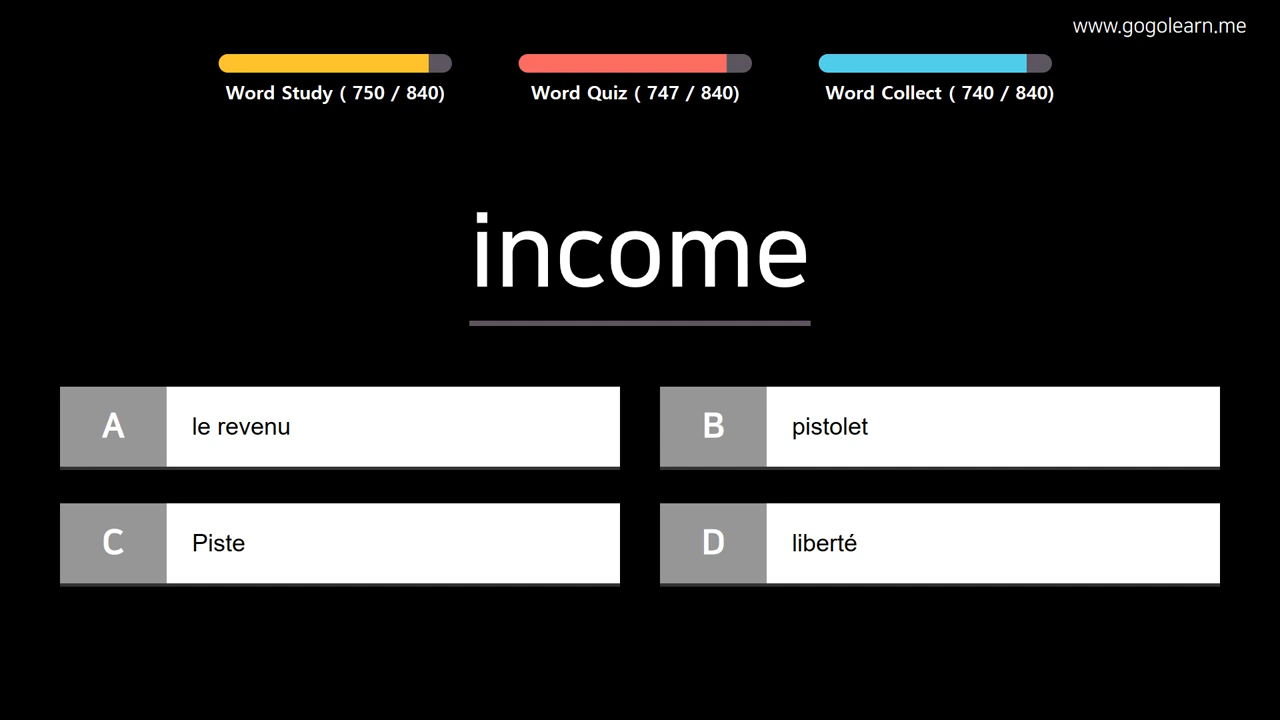 www.gogolearn.me
Word Study ( 750 / 840)
Word Quiz ( 747 / 840)
Word Collect ( 740 / 840)
income
A le revenu
B pistolet
C Piste
D liberté